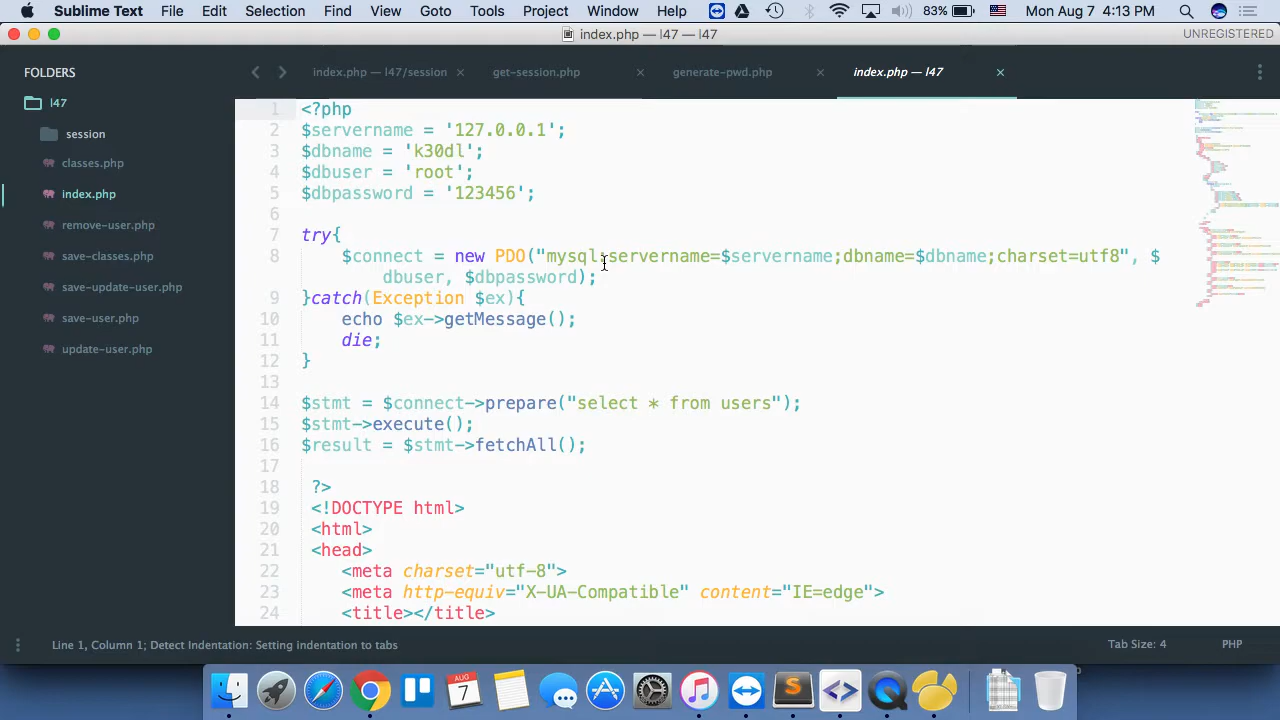 Sublime Text File Edit Selection Find View Goto Tools Project Window Help 83% Mon Aug 7 4:13 PM
index.php — l47 — l47 UNREGISTERED
FOLDERS
l47
session
classes.php
index.php
remove-user.php
save-classes.php
save-update-user.php
save-user.php
update-user.php
index.php — l47/session get-session.php generate-pwd.php index.php — l47
1 <?php
2 $servername = '127.0.0.1';
3 $dbname = 'k30dl';
4 $dbuser = 'root';
5 $dbpassword = '123456';
6
7 try{
8 $connect = new PDO("mysql:servername=$servername;dbname=$dbname;charset=utf8", $
dbuser, $dbpassword);
9 }catch(Exception $ex){
10 echo $ex->getMessage();
11 die;
12 }
13
14 $stmt = $connect->prepare("select * from users");
15 $stmt->execute();
16 $result = $stmt->fetchAll();
17
18 ?>
19 <!DOCTYPE html>
20 <html>
21 <head>
22 <meta charset="utf-8">
23 <meta http-equiv="X-UA-Compatible" content="IE=edge">
24 <title></title>
Line 1, Column 1; Detect Indentation: Setting indentation to tabs Tab Size: 4 PHP
AUG
7